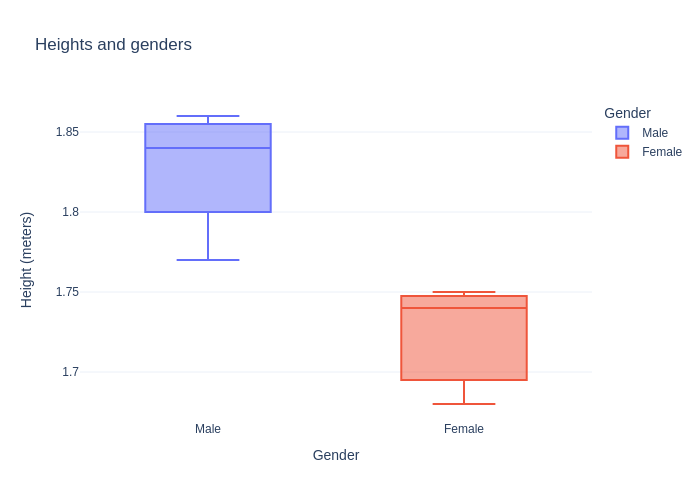 Heights and genders
Gender
Male
Female
Height (meters)
1.85
1.8
1.75
1.7
Male
Female
Gender